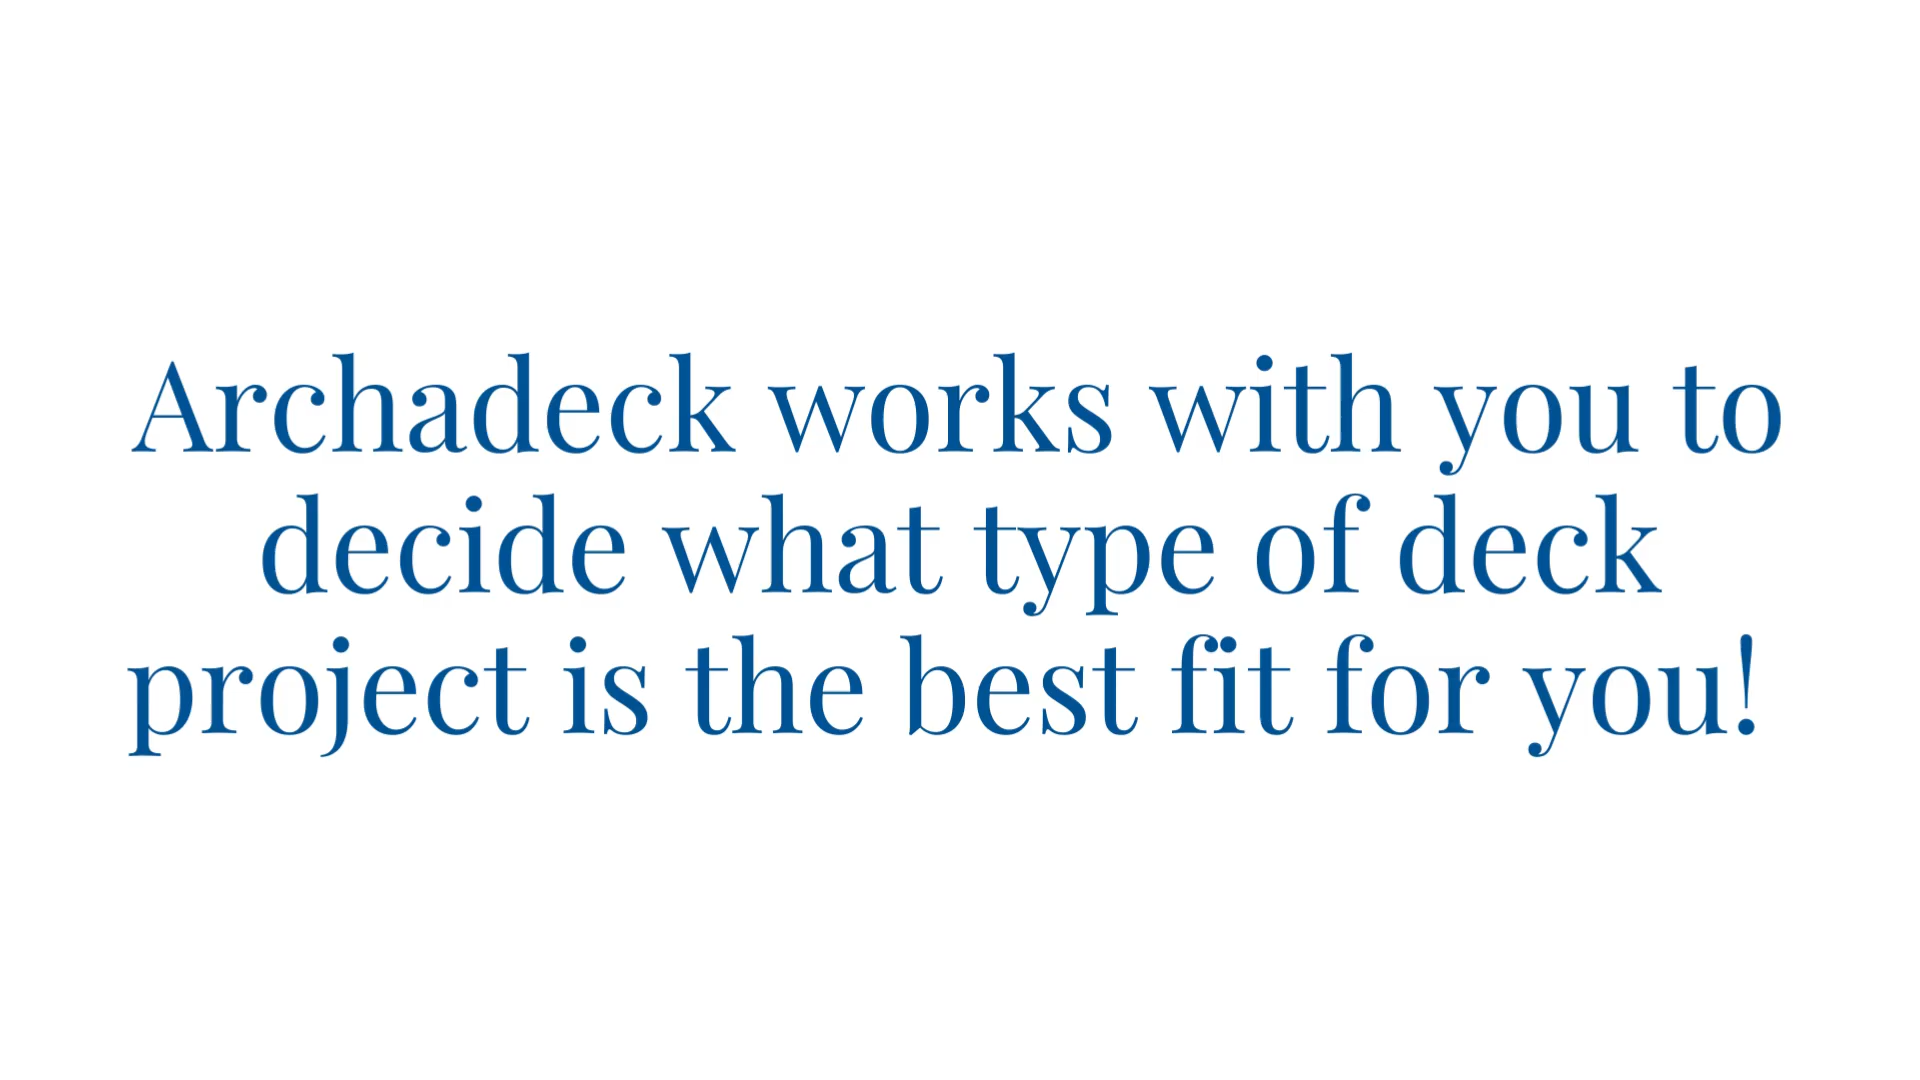 Archadeck works with you to
decide what type of deck
project is the best fit for you!